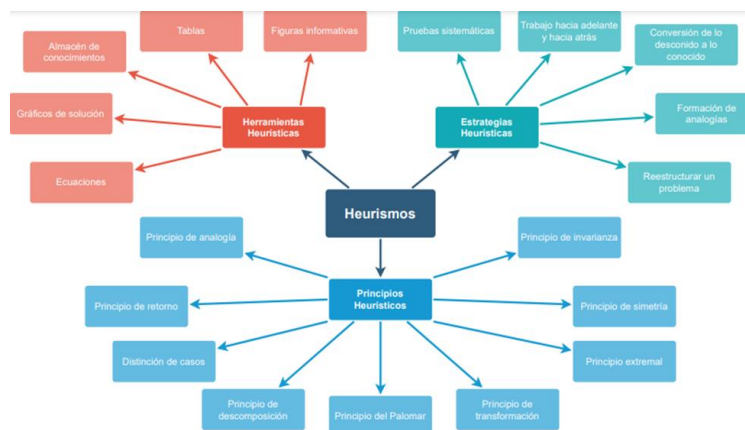 Tablas
Figuras informativas
Almacén de
conocimientos
Gráficos de solución
Ecuaciones
Herramientas
Heurísticas
Pruebas sistemáticas
Trabajo hacia adelante
y hacia atrás
Conversión de lo
desconido a lo
conocido
Formación de
analogías
Reestructurar un
problema
Estrategias
Heurísticas
Heurismos
Principio de analogía
Principio de invarianza
Principios
Heurísticos
Principio de retorno
Principio de simetría
Distinción de casos
Principio extremal
Principio de
descomposición
Principio del Palomar
Principio de
transformación